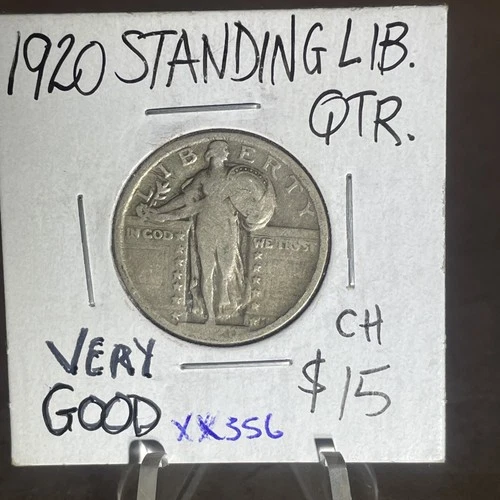 1920 STANDING LIB.
QTR.
LIBERTY
IN GOD WE TRUST
CH
$15
VERY
GOOD
XX356